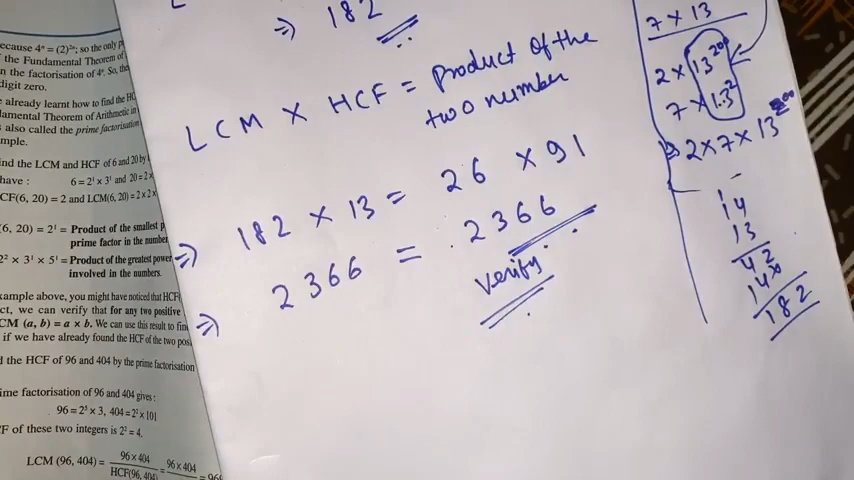 ⇒ 182
LCM × HCF = product of the
two number
⇒ 182 × 13 = 26 × 91
⇒ 2366 = 2366
Verify
7 × 13
2 × 13
7 × 13
2 × 7 × 13
14
13
42
14×
182
ecause 4ⁿ = (2)²ⁿ; so the only
the Fundamental Theorem of
n the factorisation of 4ⁿ. So,
digit zero.
already learnt how to find the
amental Theorem of Arithmetic in
also called the prime factorisation
mple.
ind the LCM and HCF of 6 and 20 by
have : 6 = 2¹ × 3¹ and 20 = 2 ×
CF(6, 20) = 2 and LCM(6, 20) = 2 × 2 ×
(6, 20) = 2¹ = Product of the smallest
prime factor in the number
2² × 3¹ × 5¹ = Product of the greatest power
involved in the numbers.
xample above, you might have noticed that HCF(
ct, we can verify that for any two positive
CM (a, b) = a × b. We can use this result to
if we have already found the HCF of the two
d the HCF of 96 and 404 by the prime factorisation
ime factorisation of 96 and 404 gives :
96 = 2⁵ × 3, 404 = 2² × 101
F of these two integers is 2² = 4.
LCM (96, 404) = 96 × 404 / HCF(96, 404) = 96 × 404